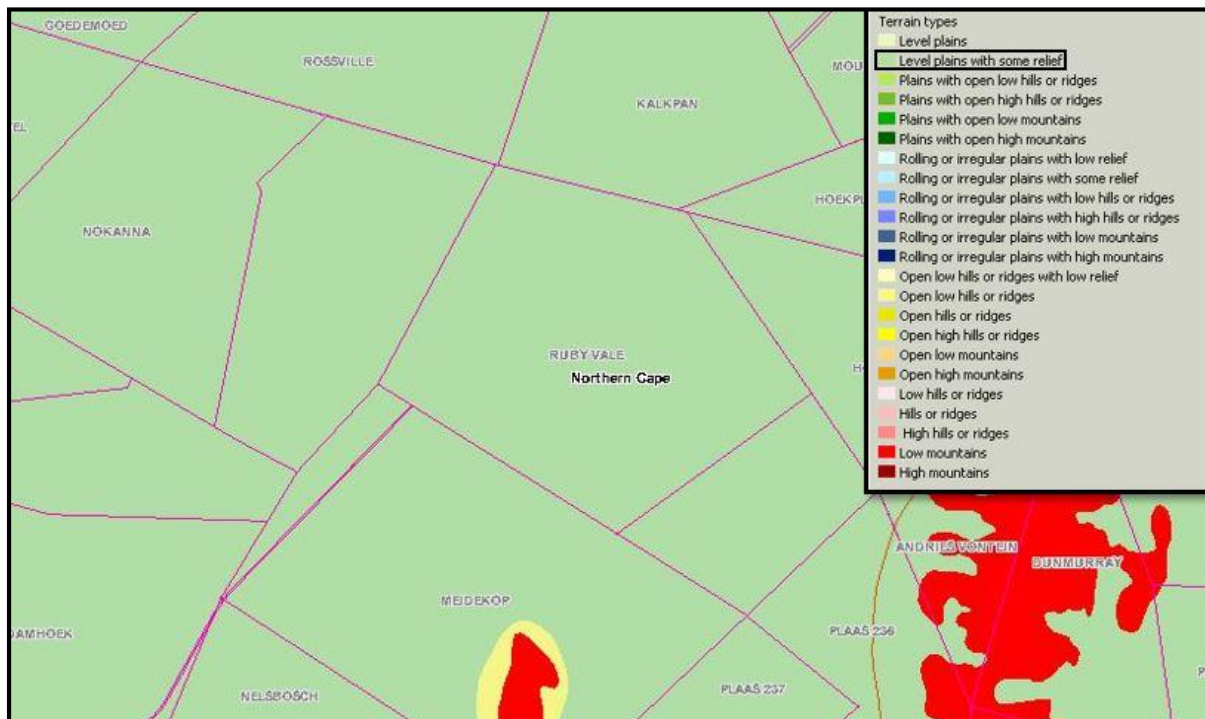 GOEDEMOED
ROSSVILLE
KALKPAN
MOU
EL
NOKANNA
HOEKPL
RUBY VALE
Northern Cape
HO
ANDRIES VONTEIN
DUNMURRAY
MEIDEKOP
DAMHOEK
PLAAS 236
P
NELSBOSCH
PLAAS 237
Terrain types
Level plains
Level plains with some relief
Plains with open low hills or ridges
Plains with open high hills or ridges
Plains with open low mountains
Plains with open high mountains
Rolling or irregular plains with low relief
Rolling or irregular plains with some relief
Rolling or irregular plains with low hills or ridges
Rolling or irregular plains with high hills or ridges
Rolling or irregular plains with low mountains
Rolling or irregular plains with high mountains
Open low hills or ridges with low relief
Open low hills or ridges
Open hills or ridges
Open high hills or ridges
Open low mountains
Open high mountains
Low hills or ridges
Hills or ridges
High hills or ridges
Low mountains
High mountains